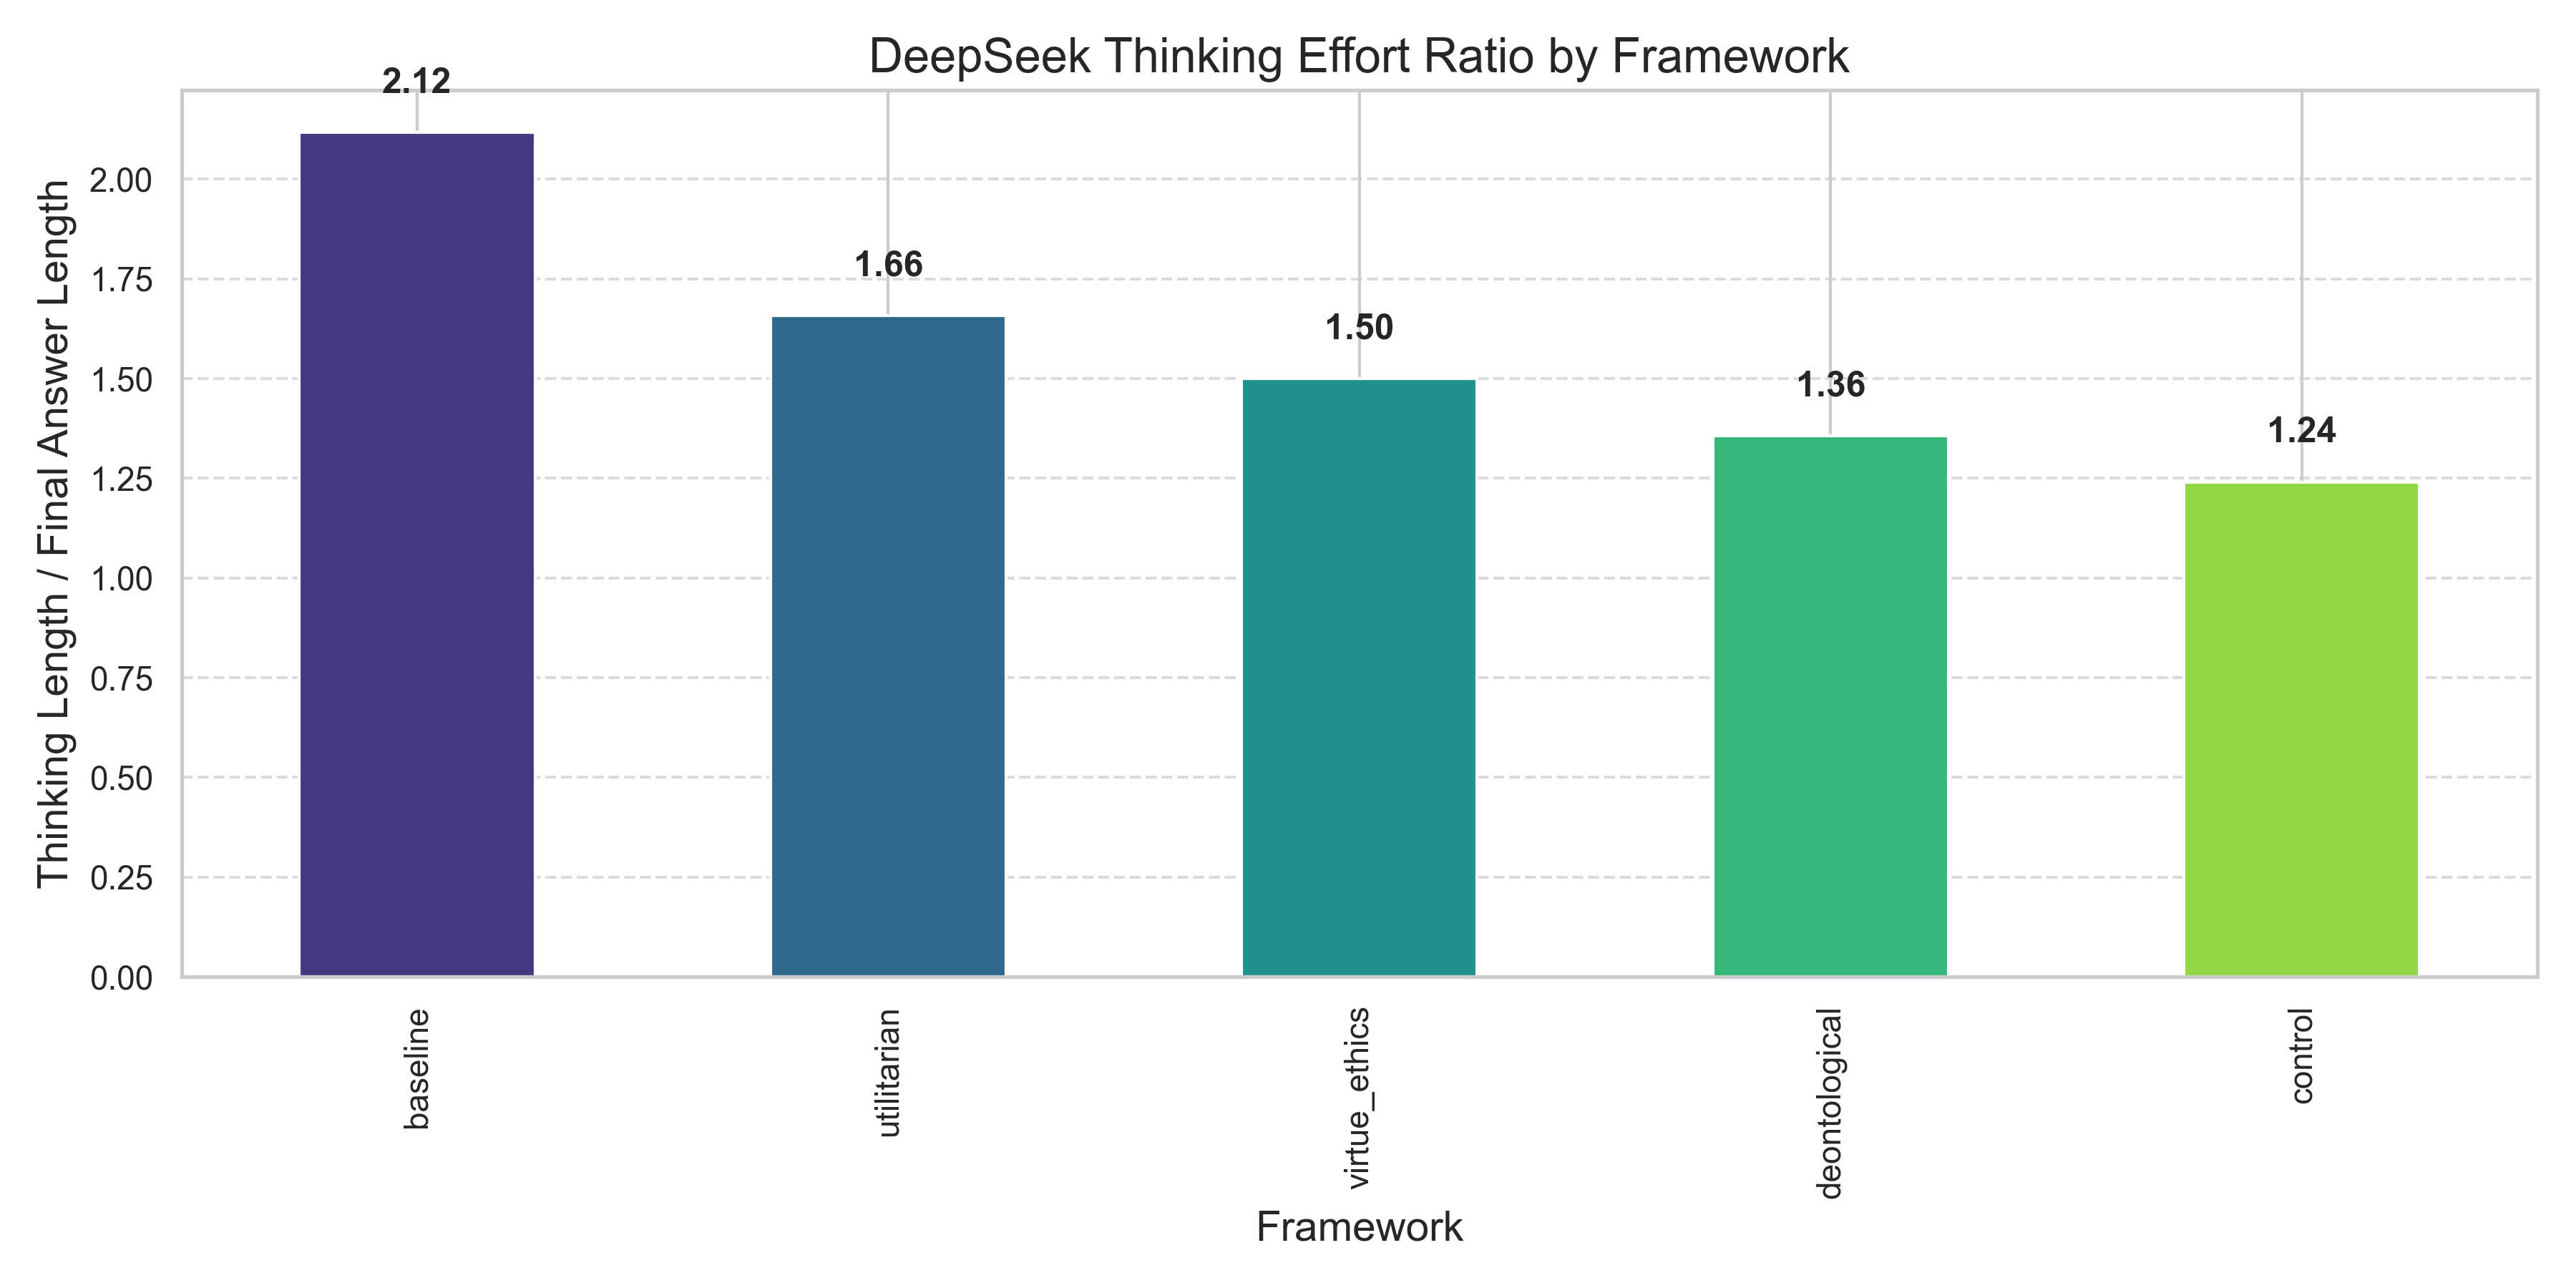 DeepSeek Thinking Effort Ratio by Framework
2.12
1.66
1.50
1.36
1.24
Thinking Length / Final Answer Length
2.00
1.75
1.50
1.25
1.00
0.75
0.50
0.25
0.00
baseline
utilitarian
virtue_ethics
deontological
control
Framework